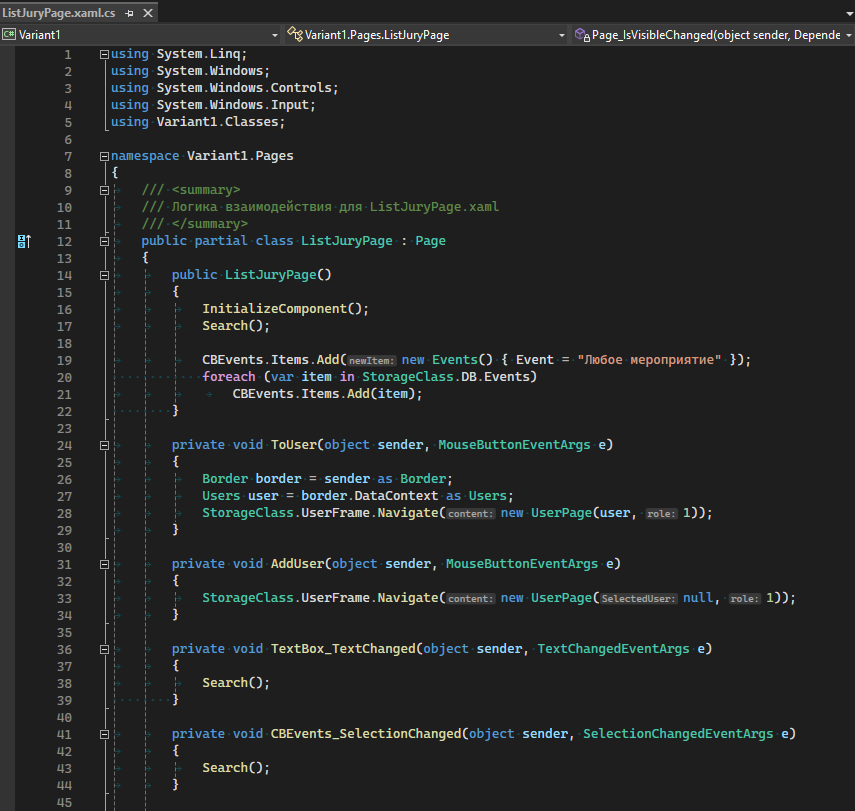 ListJuryPage.xaml.cs
C# Variant1 Variant1.Pages.ListJuryPage Page_IsVisibleChanged(object sender, Depende
1 using System.Linq;
2 using System.Windows;
3 using System.Windows.Controls;
4 using System.Windows.Input;
5 using Variant1.Classes;
6
7 namespace Variant1.Pages
8 {
9 /// <summary>
10 /// Логика взаимодействия для ListJuryPage.xaml
11 /// </summary>
12 public partial class ListJuryPage : Page
13 {
14 public ListJuryPage()
15 {
16 InitializeComponent();
17 Search();
18
19 CBEvents.Items.Add(newItem: new Events() { Event = "Любое мероприятие" });
20 foreach (var item in StorageClass.DB.Events)
21 CBEvents.Items.Add(item);
22 }
23
24 private void ToUser(object sender, MouseButtonEventArgs e)
25 {
26 Border border = sender as Border;
27 Users user = border.DataContext as Users;
28 StorageClass.UserFrame.Navigate(content: new UserPage(user, role: 1));
29 }
30
31 private void AddUser(object sender, MouseButtonEventArgs e)
32 {
33 StorageClass.UserFrame.Navigate(content: new UserPage(SelectedUser: null, role: 1));
34 }
35
36 private void TextBox_TextChanged(object sender, TextChangedEventArgs e)
37 {
38 Search();
39 }
40
41 private void CBEvents_SelectionChanged(object sender, SelectionChangedEventArgs e)
42 {
43 Search();
44 }
45